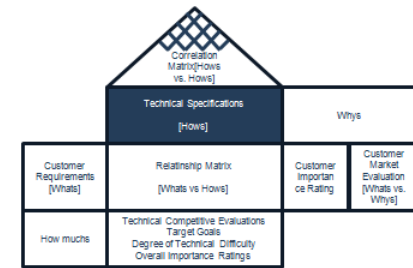 Correlation
Matrix[Hows
vs. Hows]
Technical Specifications
[Hows]
Whys
Customer
Requirements
[Whats]
Relatinship Matrix
[Whats vs Hows]
Customer
Importan
ce Rating
Customer
Market
Evaluation
[Whats vs.
Whys]
How muchs
Technical Competitive Evaluations
Target Goals
Degree of Technical Difficulty
Overall Importance Ratings